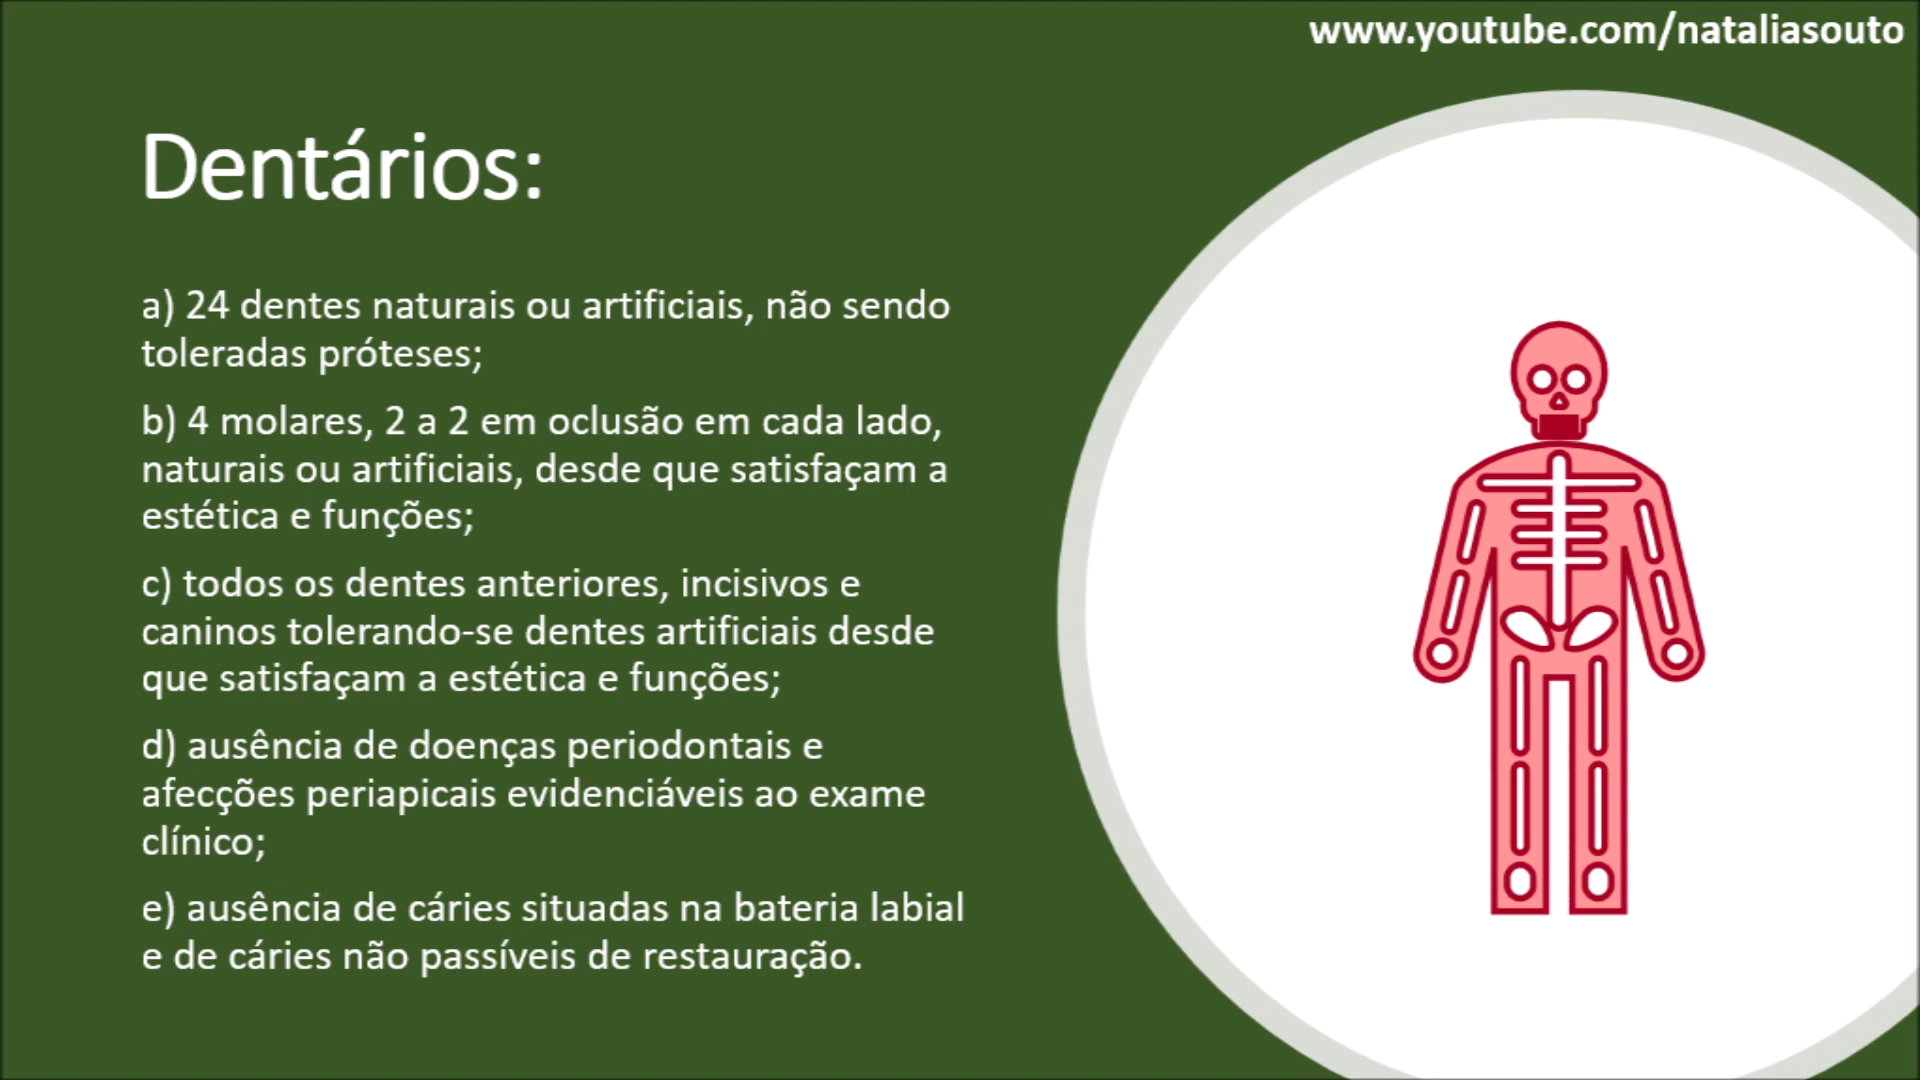 www.youtube.com/nataliasouto
Dentários:
a) 24 dentes naturais ou artificiais, não sendo
toleradas próteses;
b) 4 molares, 2 a 2 em oclusão em cada lado,
naturais ou artificiais, desde que satisfaçam a
estética e funções;
c) todos os dentes anteriores, incisivos e
caninos tolerando-se dentes artificiais desde
que satisfaçam a estética e funções;
d) ausência de doenças periodontais e
afecções periapicais evidenciáveis ao exame
clínico;
e) ausência de cáries situadas na bateria labial
e de cáries não passíveis de restauração.